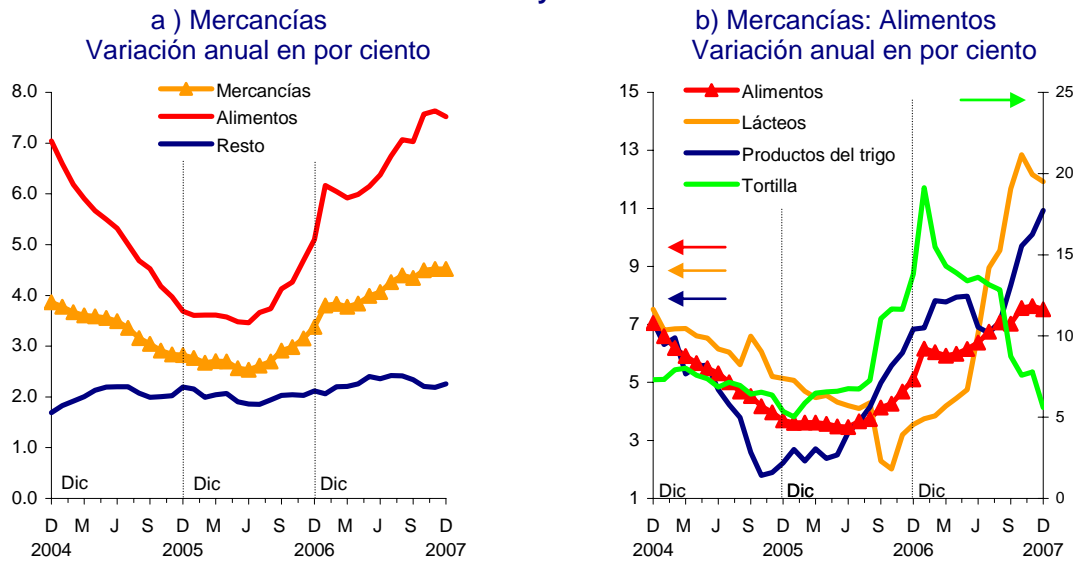 a ) Mercancías
Variación anual en por ciento
8.0
7.0
6.0
5.0
4.0
3.0
2.0
1.0
0.0
Mercancías
Alimentos
Resto
Dic
Dic
Dic
D M J S D M J S D M J S D
2004 2005 2006 2007
b) Mercancías: Alimentos
Variación anual en por ciento
15
13
11
9
7
5
3
1
Alimentos
Lácteos
Productos del trigo
Tortilla
25
20
15
10
5
0
Dic
Dic
Dic
D M J S D M J S D M J S D
2004 2005 2006 2007